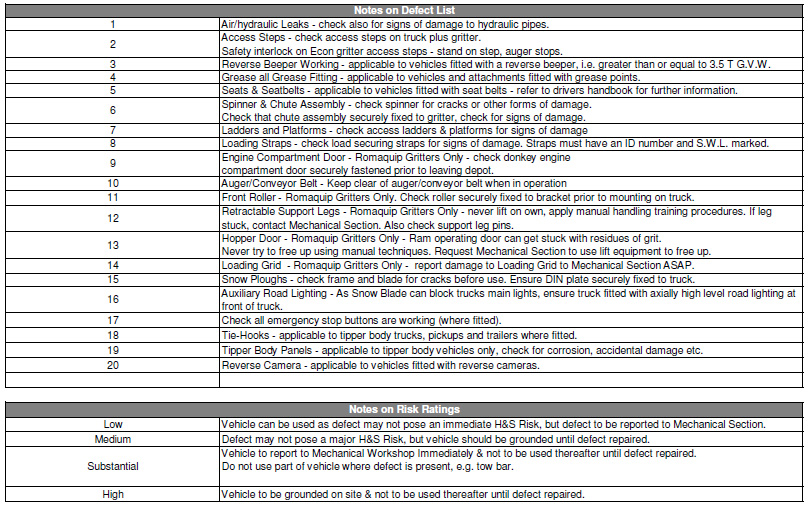 Notes on Defect List
1 Air/hydraulic Leaks - check also for signs of damage to hydraulic pipes.
2 Access Steps - check access steps on truck plus gritter.
Safety interlock on Econ gritter access steps - stand on step, auger stops.
3 Reverse Beeper Working - applicable to vehicles fitted with a reverse beeper, i.e. greater than or equal to 3.5 T G.V.W.
4 Grease all Grease Fitting - applicable to vehicles and attachments fitted with grease points.
5 Seats & Seatbelts - applicable to vehicles fitted with seat belts - refer to drivers handbook for further information.
6 Spinner & Chute Assembly - check spinner for cracks or other forms of damage.
Check that chute assembly securely fixed to gritter, check for signs of damage.
7 Ladders and Platforms - check access ladders & platforms for signs of damage
8 Loading Straps - check load securing straps for signs of damage. Straps must have an ID number and S.W.L. marked.
9 Engine Compartment Door - Romaquip Gritters Only - check donkey engine
compartment door securely fastened prior to leaving depot.
10 Auger/Conveyor Belt - Keep clear of auger/conveyor belt when in operation
11 Front Roller - Romaquip Gritters Only. Check roller securely fixed to bracket prior to mounting on truck.
12 Retractable Support Legs - Romaquip Gritters Only - never lift on own, apply manual handling training procedures. If leg
stuck, contact Mechanical Section. Also check support leg pins.
13 Hopper Door - Romaquip Gritters Only - Ram operating door can get stuck with residues of grit.
Never try to free up using manual techniques. Request Mechanical Section to use lift equipment to free up.
14 Loading Grid - Romaquip Gritters Only - report damage to Loading Grid to Mechanical Section ASAP.
15 Snow Ploughs - check frame and blade for cracks before use. Ensure DIN plate securely fixed to truck.
16 Auxiliary Road Lighting - As Snow Blade can block trucks main lights, ensure truck fitted with axially high level road lighting at
front of truck.
17 Check all emergency stop buttons are working (where fitted).
18 Tie-Hooks - applicable to tipper body trucks, pickups and trailers where fitted.
19 Tipper Body Panels - applicable to tipper body vehicles only, check for corrosion, accidental damage etc.
20 Reverse Camera - applicable to vehicles fitted with reverse cameras.
Notes on Risk Ratings
Low Vehicle can be used as defect may not pose an immediate H&S Risk, but defect to be reported to Mechanical Section.
Medium Defect may not pose a major H&S Risk, but vehicle should be grounded until defect repaired.
Substantial Vehicle to report to Mechanical Workshop Immediately & not to be used thereafter until defect repaired.
Do not use part of vehicle where defect is present, e.g. tow bar.
High Vehicle to be grounded on site & not to be used thereafter until defect repaired.